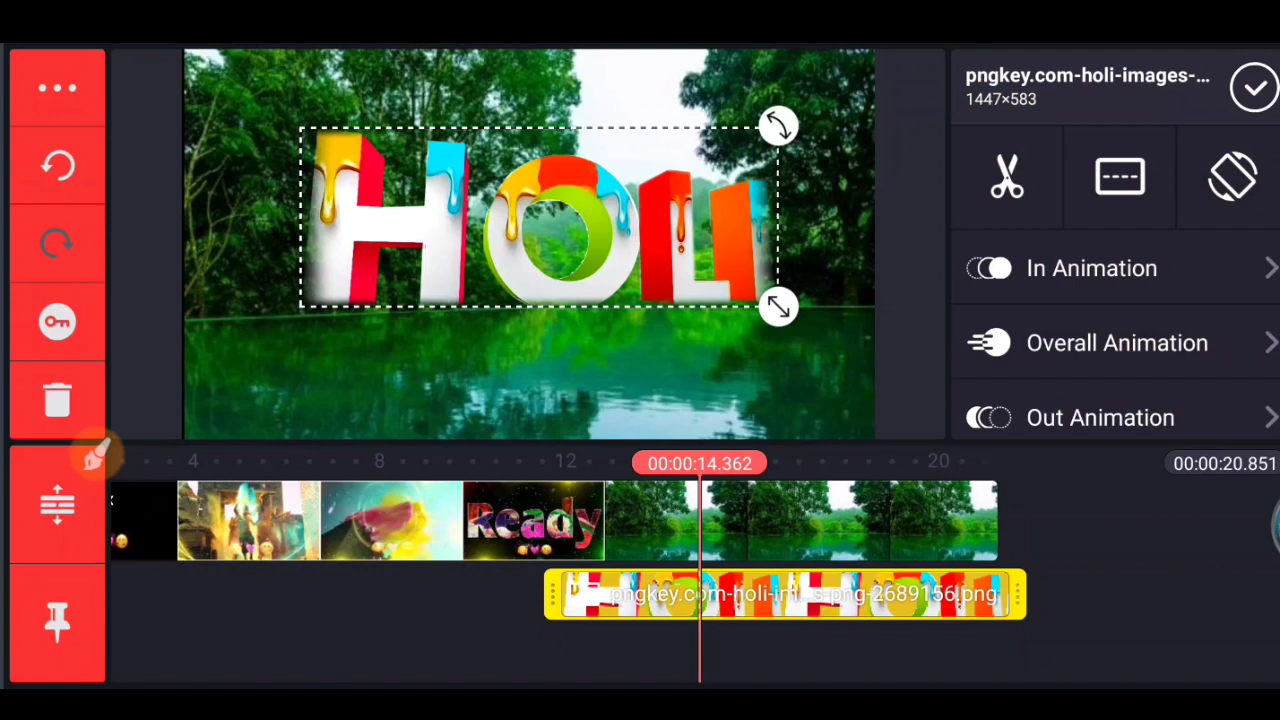 pngkey.com-holi-images-...
1447×583
HOLI
In Animation
Overall Animation
Out Animation
4
8
12
00:00:14.362
20
00:00:20.851
Ready
pngkey.com-holi-im...s-png-2689156.png